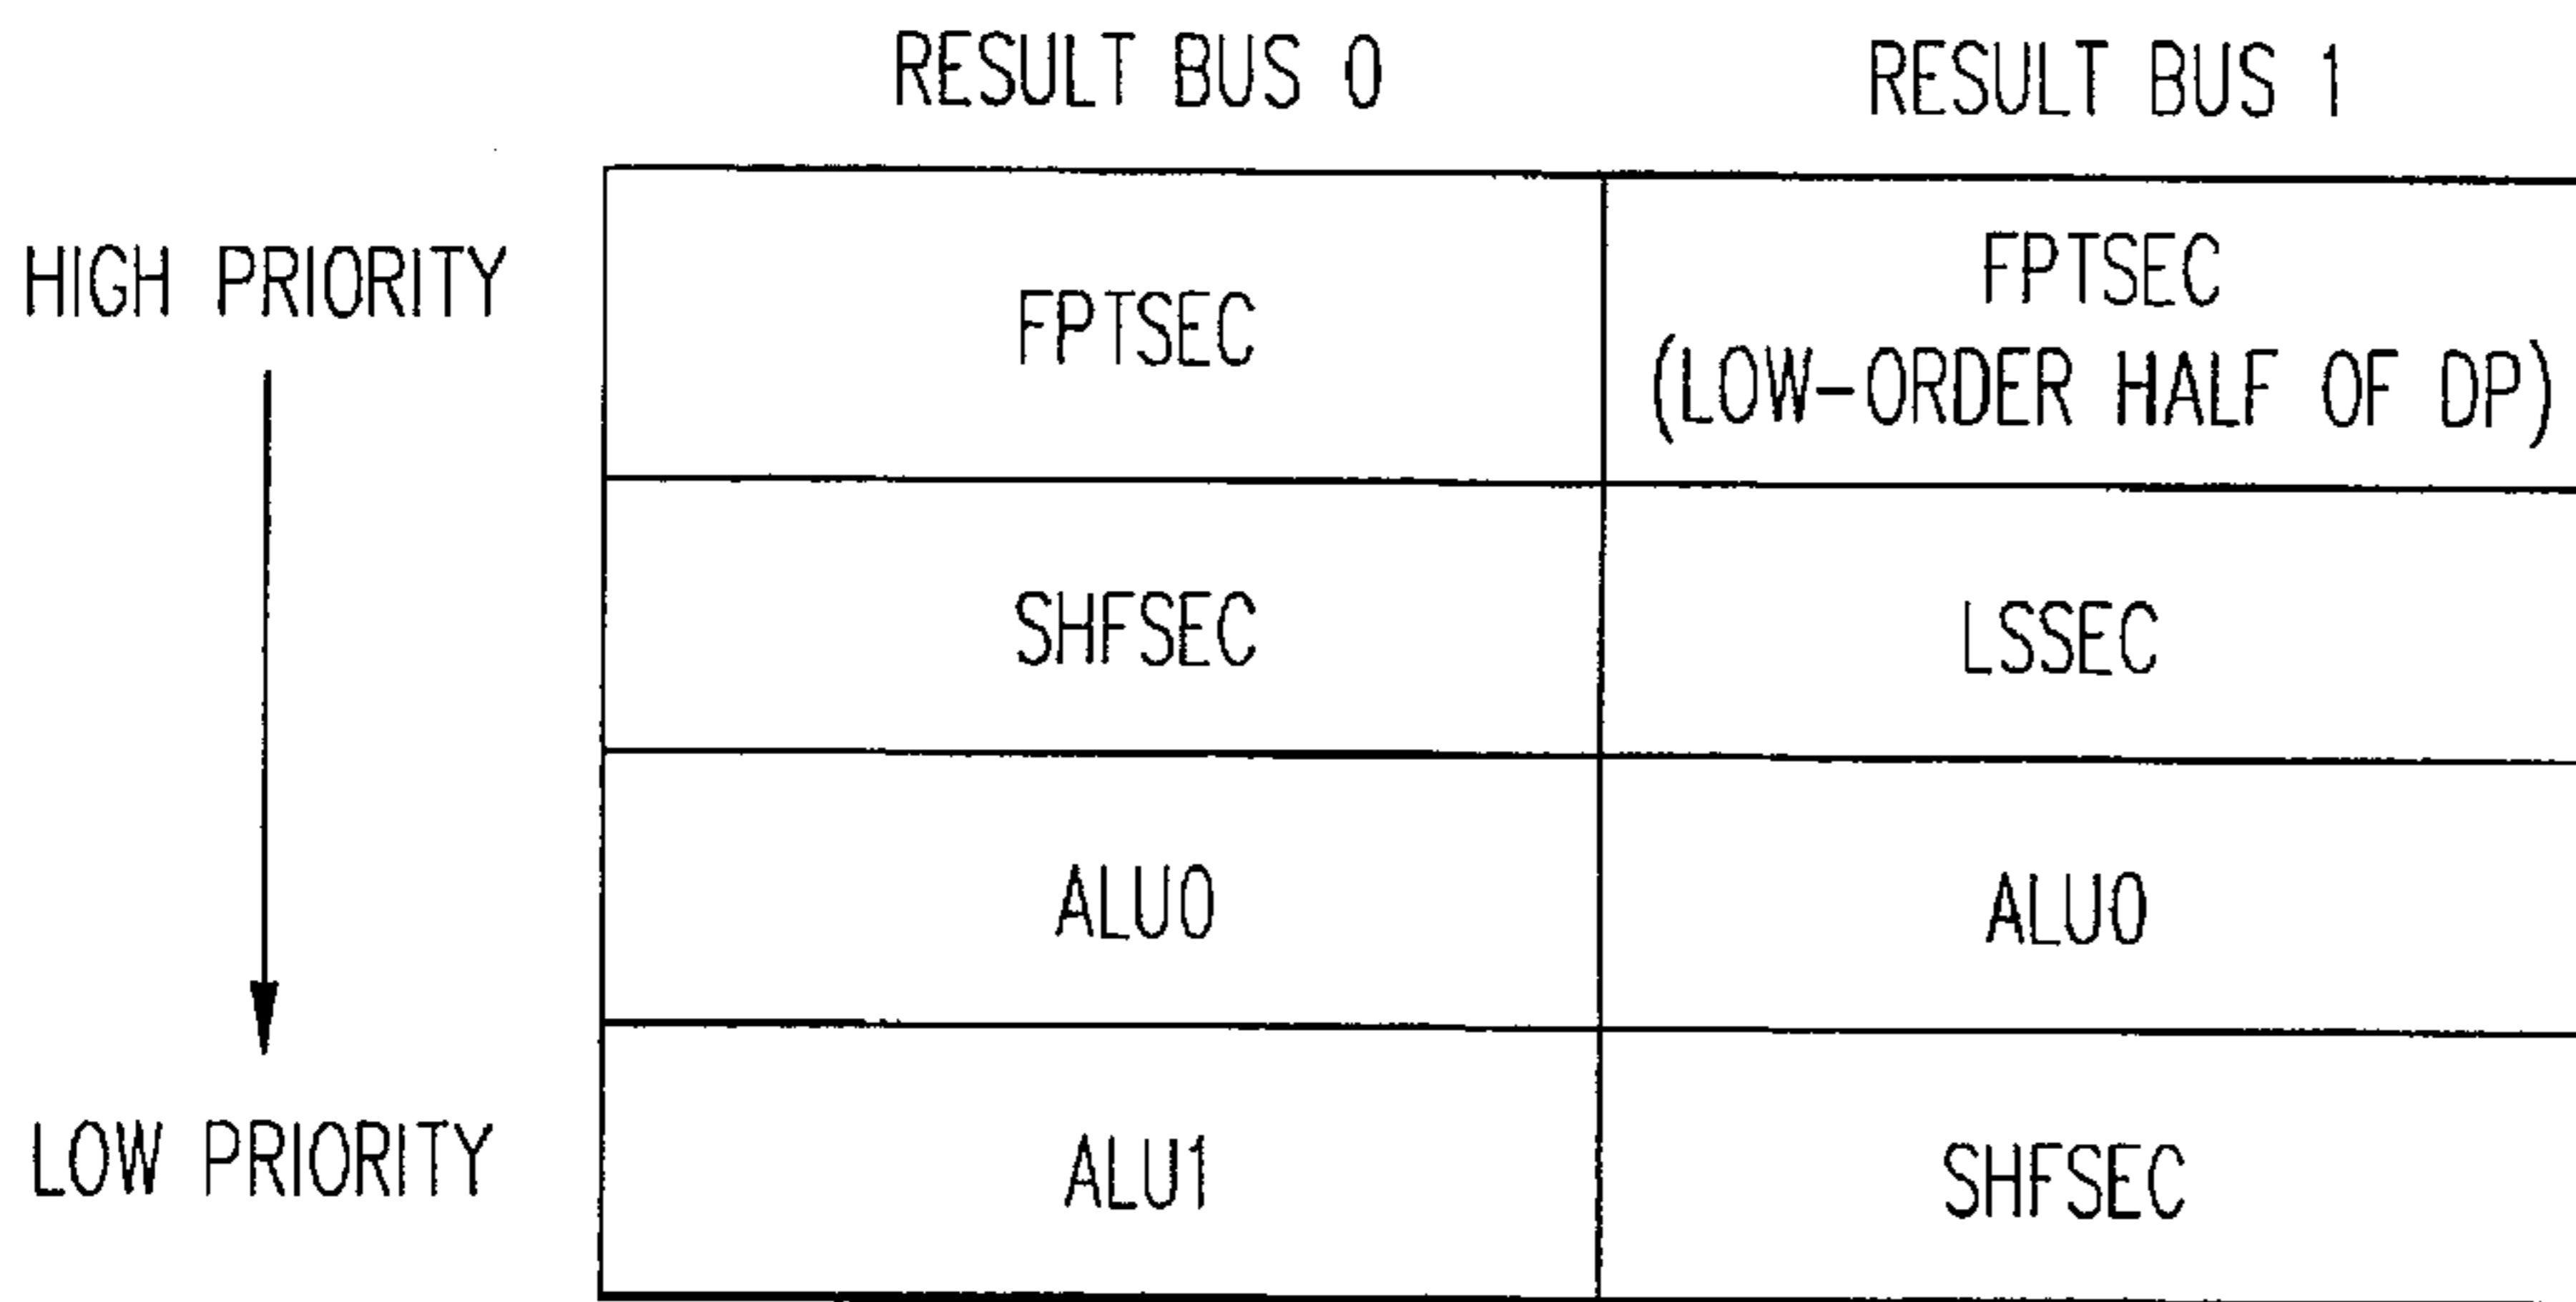 RESULT BUS 0
RESULT BUS 1
HIGH PRIORITY
FPTSEC
FPTSEC
(LOW-ORDER HALF OF DP)
SHFSEC
LSSEC
ALU0
ALU0
LOW PRIORITY
ALU1
SHFSEC